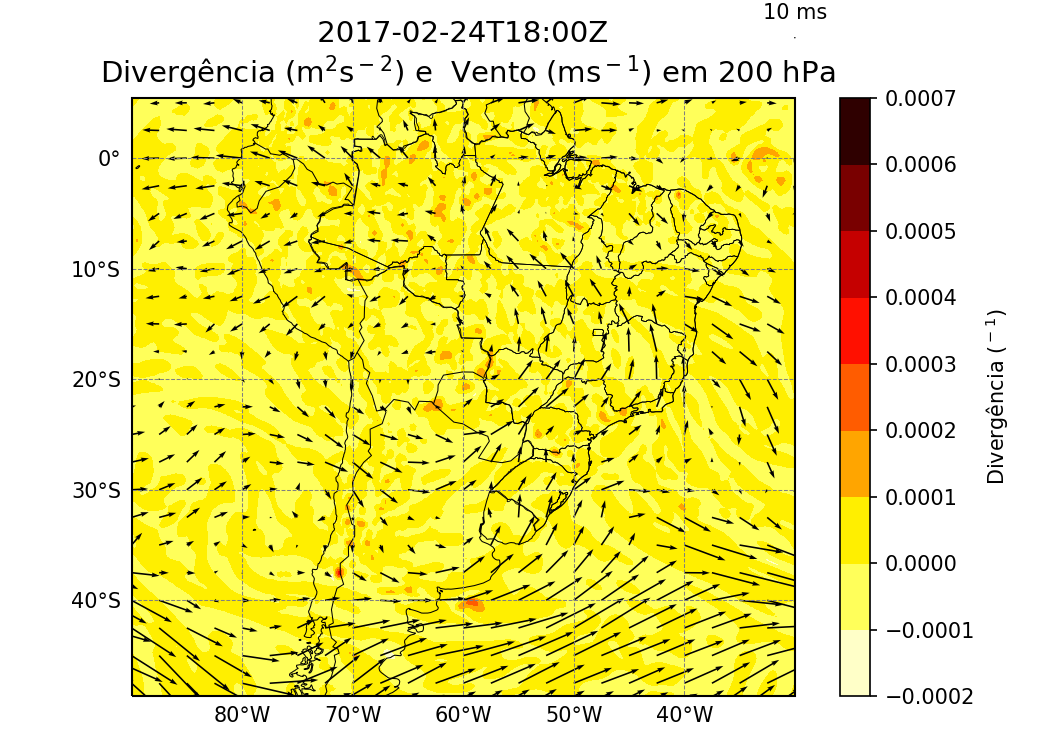 10 ms
2017-02-24T18:00Z
Divergência (m²s⁻²) e Vento (ms⁻¹) em 200 hPa
0°
10°S
20°S
30°S
40°S
80°W 70°W 60°W 50°W 40°W
0.0007
0.0006
0.0005
0.0004
0.0003
0.0002
0.0001
0.0000
−0.0001
−0.0002
Divergência (⁻¹)